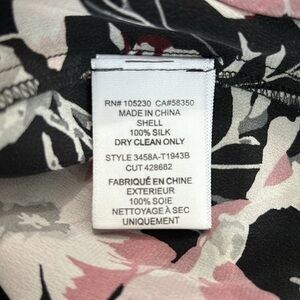 RN# 105230 CA#58350
MADE IN CHINA
SHELL
100% SILK
DRY CLEAN ONLY
STYLE 3458A-T1943B
CUT 428682
FABRIQUÉ EN CHINE
EXTERIEUR
100% SOIE
NETTOYAGE À SEC
UNIQUEMENT